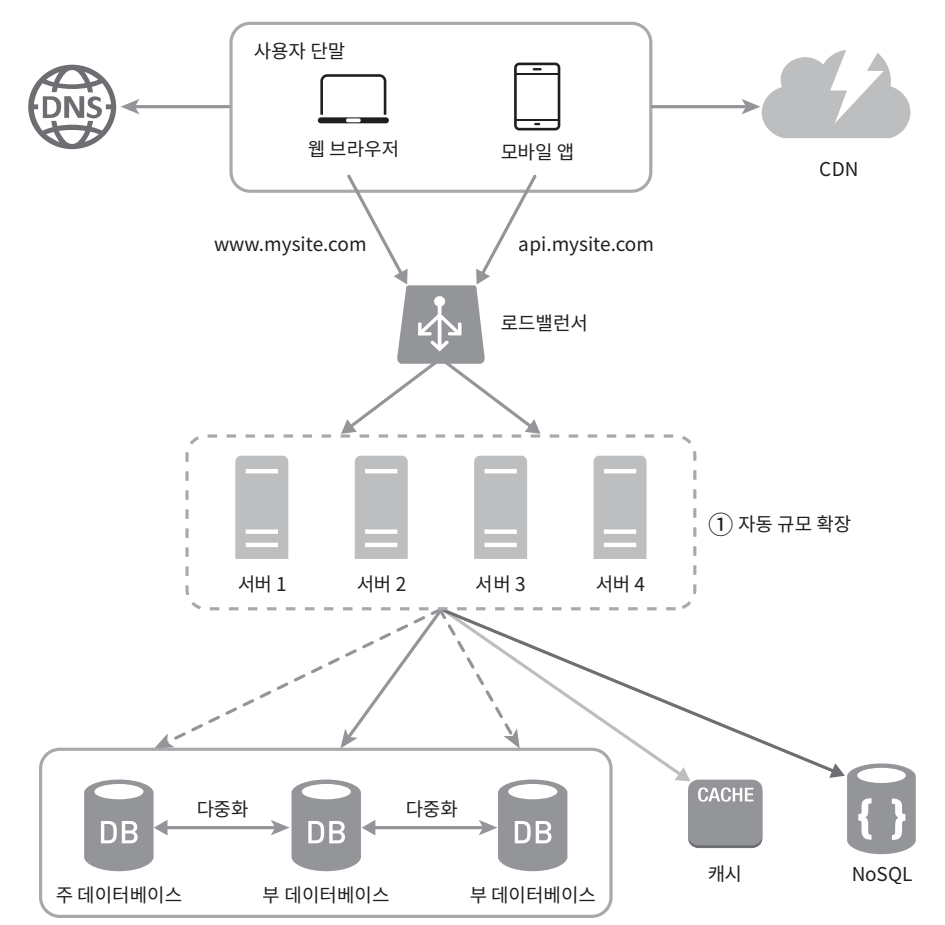 사용자 단말
DNS
웹 브라우저
모바일 앱
CDN
www.mysite.com
api.mysite.com
로드밸런서
① 자동 규모 확장
서버 1
서버 2
서버 3
서버 4
다중화
다중화
DB
DB
DB
주 데이터베이스
부 데이터베이스
부 데이터베이스
CACHE
캐시
{ }
NoSQL